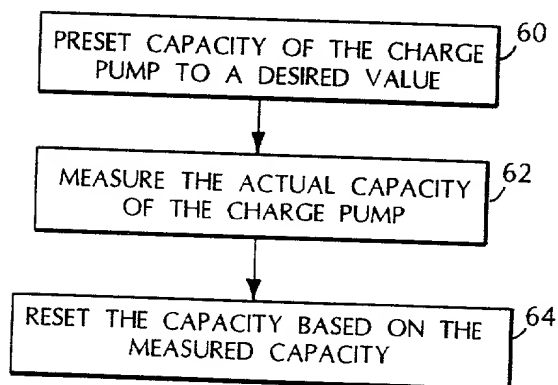 PRESET CAPACITY OF THE CHARGE
PUMP TO A DESIRED VALUE
60
MEASURE THE ACTUAL CAPACITY
OF THE CHARGE PUMP
62
RESET THE CAPACITY BASED ON THE
MEASURED CAPACITY
64